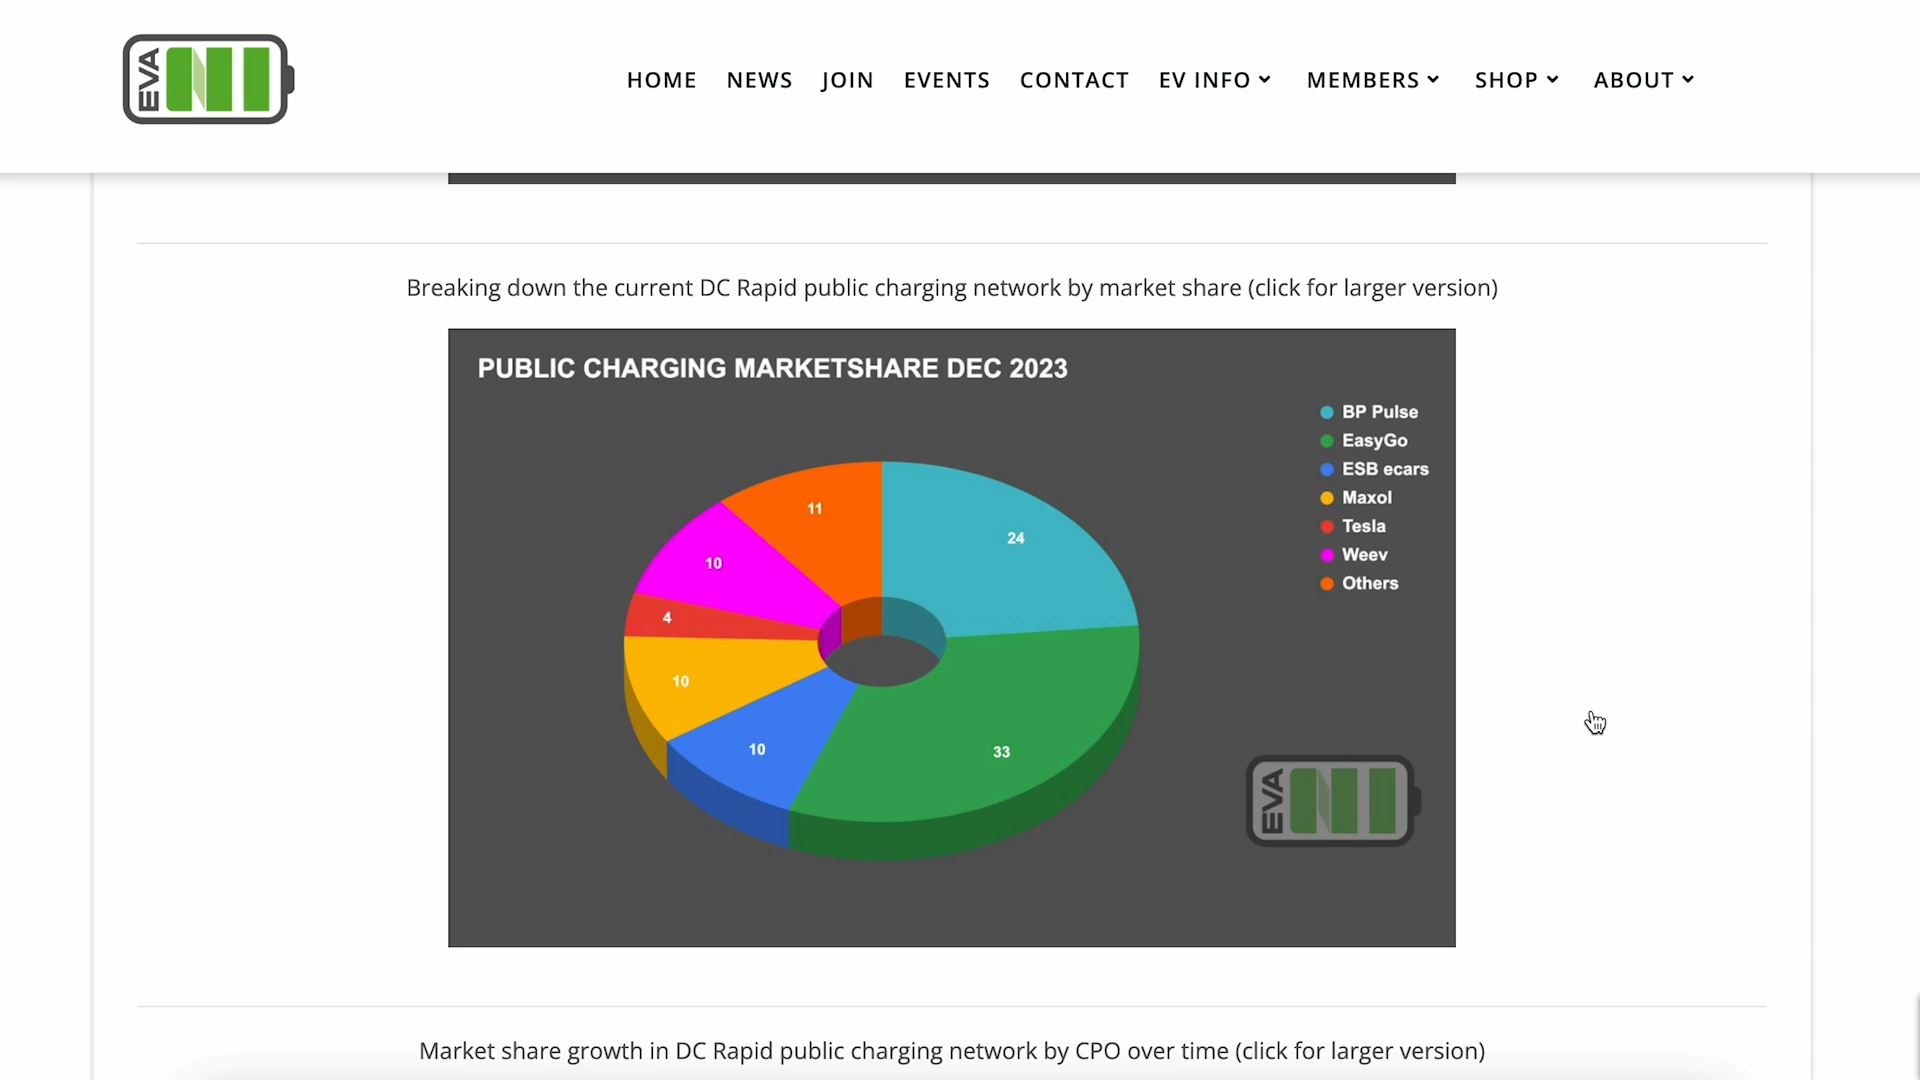 EVA NI
HOME NEWS JOIN EVENTS CONTACT EV INFO MEMBERS SHOP ABOUT
Breaking down the current DC Rapid public charging network by market share (click for larger version)
PUBLIC CHARGING MARKETSHARE DEC 2023
BP Pulse
EasyGo
ESB ecars
Maxol
Tesla
Weev
Others
11
24
10
4
10
10
33
EVA NI
Market share growth in DC Rapid public charging network by CPO over time (click for larger version)